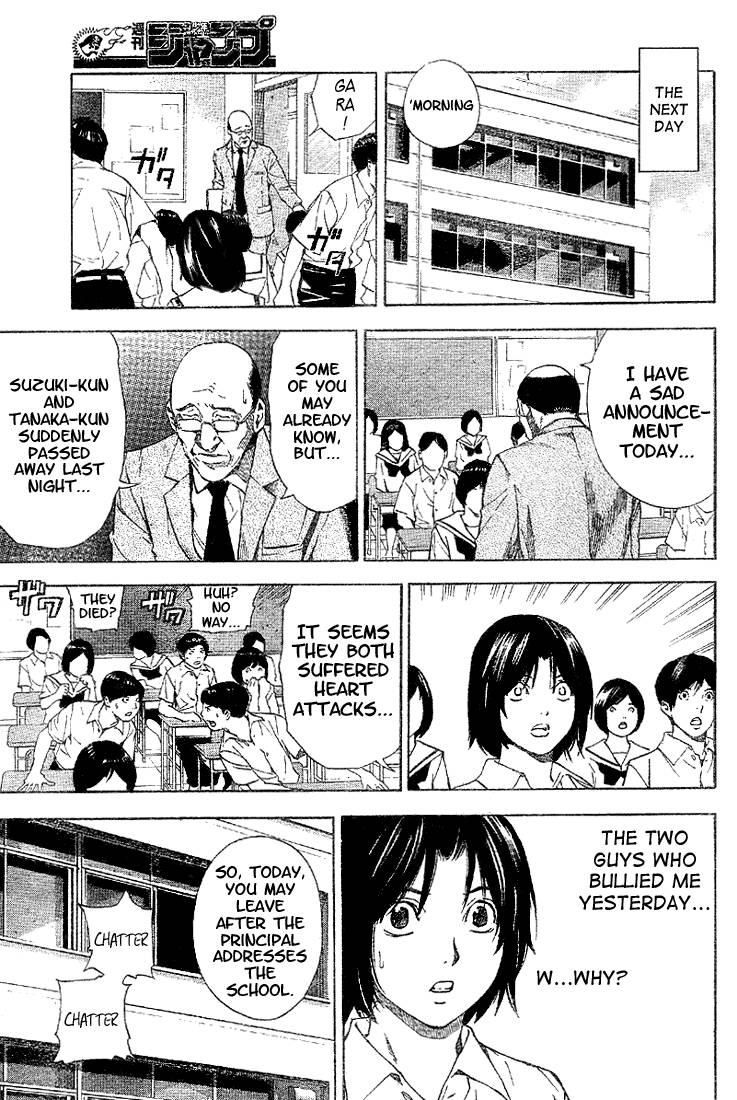 週刊
ジャンプ
THE
NEXT
DAY
'MORNING
GA
RA
!
ガタ
ガタ
I HAVE
A SAD
ANNOUNCE-
MENT
TODAY...
SOME
OF YOU
MAY
ALREADY
KNOW,
BUT...
SUZUKI-KUN
AND
TANAKA-KUN
SUDDENLY
PASSED
AWAY LAST
NIGHT...
IT SEEMS
THEY BOTH
SUFFERED
HEART
ATTACKS...
HUH?
NO
WAY...
ザワ
THEY
DIED?
ザワ
THE TWO
GUYS WHO
BULLIED ME
YESTERDAY...
W...WHY?
SO, TODAY,
YOU MAY
LEAVE
AFTER THE
PRINCIPAL
ADDRESSES
THE
SCHOOL.
CHATTER
CHATTER